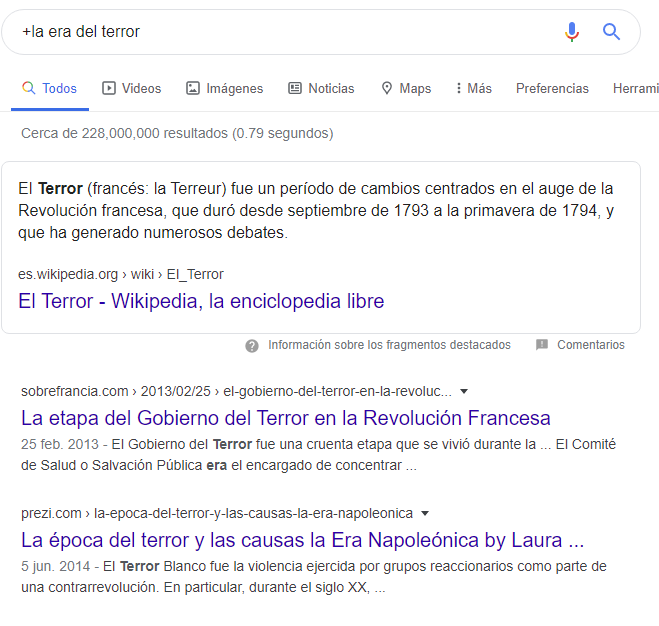 +la era del terror
Todos Videos Imágenes Noticias Maps Más Preferencias Herrami
Cerca de 228,000,000 resultados (0.79 segundos)
El Terror (francés: la Terreur) fue un período de cambios centrados en el auge de la
Revolución francesa, que duró desde septiembre de 1793 a la primavera de 1794, y
que ha generado numerosos debates.
es.wikipedia.org › wiki › El_Terror
El Terror - Wikipedia, la enciclopedia libre
Información sobre los fragmentos destacados Comentarios
sobrefrancia.com › 2013/02/25 › el-gobierno-del-terror-en-la-revoluc...
La etapa del Gobierno del Terror en la Revolución Francesa
25 feb. 2013 - El Gobierno del Terror fue una cruenta etapa que se vivió durante la ... El Comité
de Salud o Salvación Pública era el encargado de concentrar ...
prezi.com › la-epoca-del-terror-y-las-causas-la-era-napoleonica
La época del terror y las causas la Era Napoleónica by Laura ...
5 jun. 2014 - El Terror Blanco fue la violencia ejercida por grupos reaccionarios como parte de
una contrarrevolución. En particular, durante el siglo XX, ...